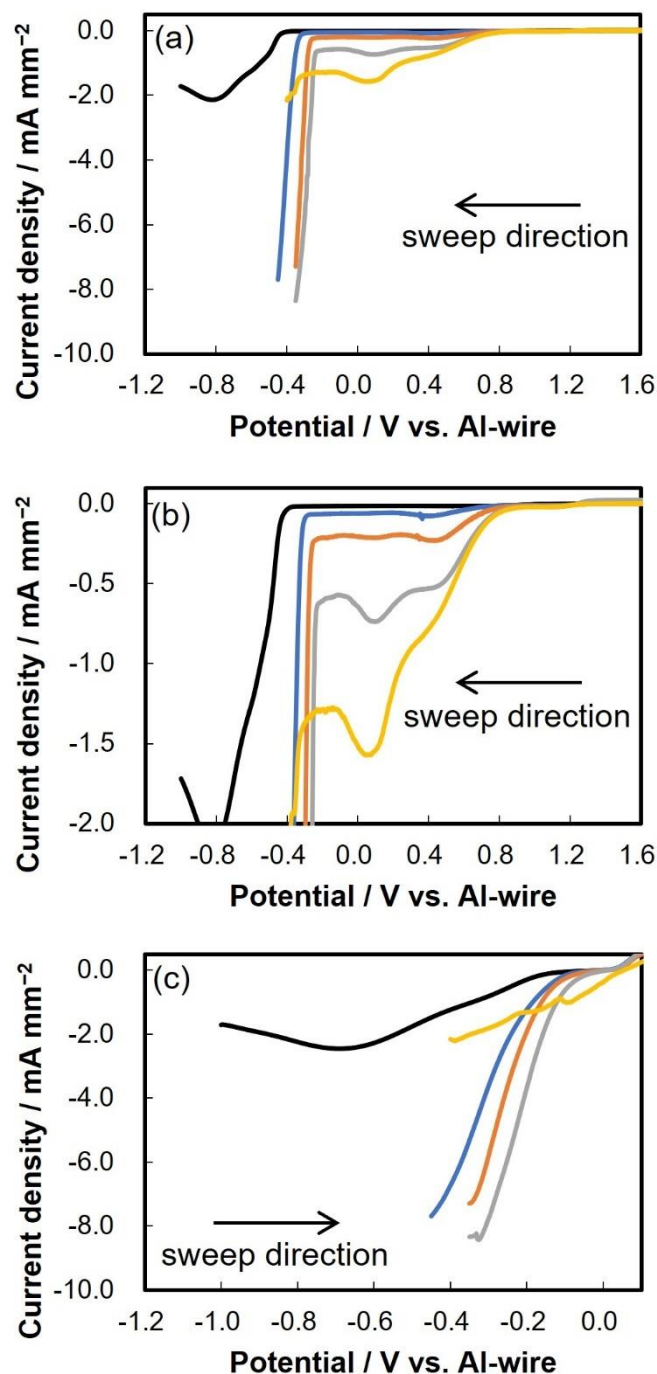 (a)
0.0
-2.0
-4.0
-6.0
-8.0
-10.0
Current density / mA mm⁻²
sweep direction
-1.2 -0.8 -0.4 0.0 0.4 0.8 1.2 1.6
Potential / V vs. Al-wire
(b)
0.0
-0.5
-1.0
-1.5
-2.0
Current density / mA mm⁻²
sweep direction
-1.2 -0.8 -0.4 0.0 0.4 0.8 1.2 1.6
Potential / V vs. Al-wire
(c)
0.0
-2.0
-4.0
-6.0
-8.0
-10.0
Current density / mA mm⁻²
sweep direction
-1.2 -1.0 -0.8 -0.6 -0.4 -0.2 0.0
Potential / V vs. Al-wire